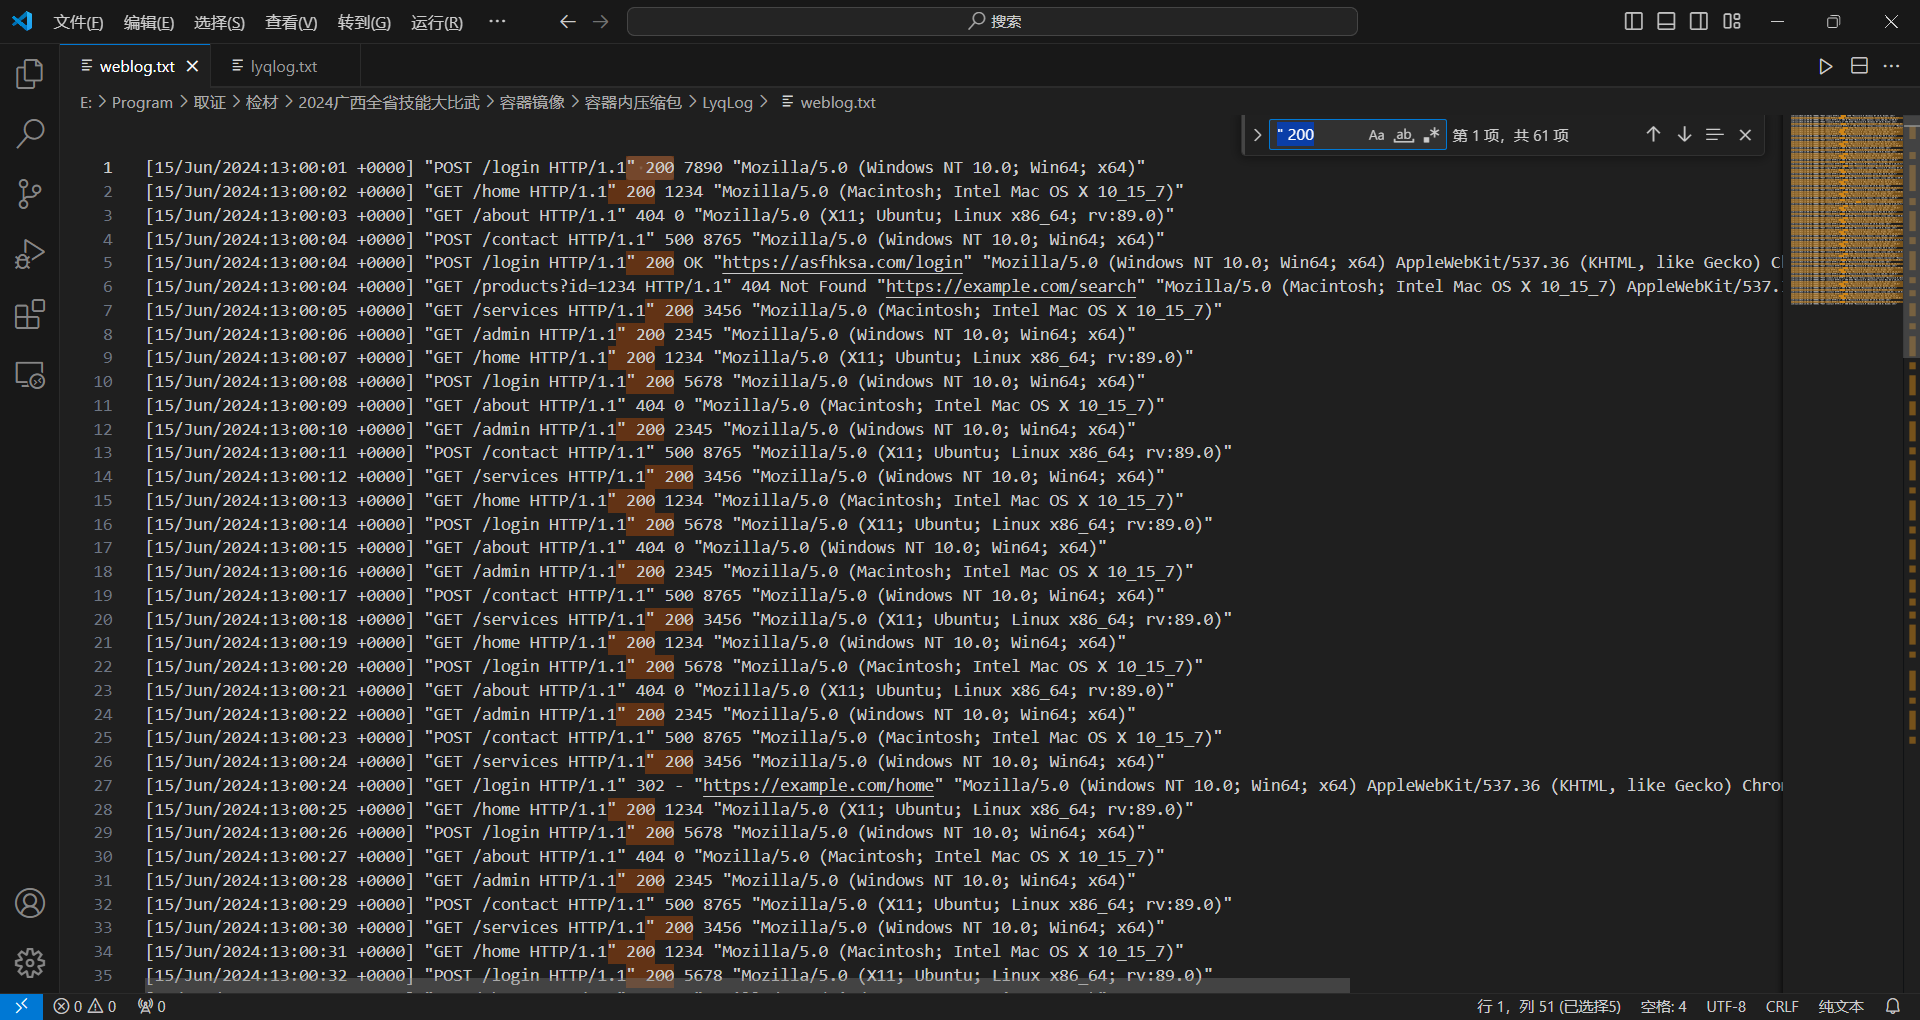 文件(F) 编辑(E) 选择(S) 查看(V) 转到(G) 运行(R) ··· 搜索
weblog.txt lyqlog.txt
E: > Program > 取证 > 检材 > 2024广西全省技能大比武 > 容器镜像 > 容器内压缩包 > LyqLog > weblog.txt
" 200 Aa ab .* 第 1 项，共 61 项
1 [15/Jun/2024:13:00:01 +0000] "POST /login HTTP/1.1" 200 7890 "Mozilla/5.0 (Windows NT 10.0; Win64; x64)"
2 [15/Jun/2024:13:00:02 +0000] "GET /home HTTP/1.1" 200 1234 "Mozilla/5.0 (Macintosh; Intel Mac OS X 10_15_7)"
3 [15/Jun/2024:13:00:03 +0000] "GET /about HTTP/1.1" 404 0 "Mozilla/5.0 (X11; Ubuntu; Linux x86_64; rv:89.0)"
4 [15/Jun/2024:13:00:04 +0000] "POST /contact HTTP/1.1" 500 8765 "Mozilla/5.0 (Windows NT 10.0; Win64; x64)"
5 [15/Jun/2024:13:00:04 +0000] "POST /login HTTP/1.1" 200 OK "https://asfhksa.com/login" "Mozilla/5.0 (Windows NT 10.0; Win64; x64) AppleWebKit/537.36 (KHTML, like Gecko) C
6 [15/Jun/2024:13:00:04 +0000] "GET /products?id=1234 HTTP/1.1" 404 Not Found "https://example.com/search" "Mozilla/5.0 (Macintosh; Intel Mac OS X 10_15_7) AppleWebKit/537.
7 [15/Jun/2024:13:00:05 +0000] "GET /services HTTP/1.1" 200 3456 "Mozilla/5.0 (Macintosh; Intel Mac OS X 10_15_7)"
8 [15/Jun/2024:13:00:06 +0000] "GET /admin HTTP/1.1" 200 2345 "Mozilla/5.0 (Windows NT 10.0; Win64; x64)"
9 [15/Jun/2024:13:00:07 +0000] "GET /home HTTP/1.1" 200 1234 "Mozilla/5.0 (X11; Ubuntu; Linux x86_64; rv:89.0)"
10 [15/Jun/2024:13:00:08 +0000] "POST /login HTTP/1.1" 200 5678 "Mozilla/5.0 (Windows NT 10.0; Win64; x64)"
11 [15/Jun/2024:13:00:09 +0000] "GET /about HTTP/1.1" 404 0 "Mozilla/5.0 (Macintosh; Intel Mac OS X 10_15_7)"
12 [15/Jun/2024:13:00:10 +0000] "GET /admin HTTP/1.1" 200 2345 "Mozilla/5.0 (Windows NT 10.0; Win64; x64)"
13 [15/Jun/2024:13:00:11 +0000] "POST /contact HTTP/1.1" 500 8765 "Mozilla/5.0 (X11; Ubuntu; Linux x86_64; rv:89.0)"
14 [15/Jun/2024:13:00:12 +0000] "GET /services HTTP/1.1" 200 3456 "Mozilla/5.0 (Windows NT 10.0; Win64; x64)"
15 [15/Jun/2024:13:00:13 +0000] "GET /home HTTP/1.1" 200 1234 "Mozilla/5.0 (Macintosh; Intel Mac OS X 10_15_7)"
16 [15/Jun/2024:13:00:14 +0000] "POST /login HTTP/1.1" 200 5678 "Mozilla/5.0 (X11; Ubuntu; Linux x86_64; rv:89.0)"
17 [15/Jun/2024:13:00:15 +0000] "GET /about HTTP/1.1" 404 0 "Mozilla/5.0 (Windows NT 10.0; Win64; x64)"
18 [15/Jun/2024:13:00:16 +0000] "GET /admin HTTP/1.1" 200 2345 "Mozilla/5.0 (Macintosh; Intel Mac OS X 10_15_7)"
19 [15/Jun/2024:13:00:17 +0000] "POST /contact HTTP/1.1" 500 8765 "Mozilla/5.0 (Windows NT 10.0; Win64; x64)"
20 [15/Jun/2024:13:00:18 +0000] "GET /services HTTP/1.1" 200 3456 "Mozilla/5.0 (X11; Ubuntu; Linux x86_64; rv:89.0)"
21 [15/Jun/2024:13:00:19 +0000] "GET /home HTTP/1.1" 200 1234 "Mozilla/5.0 (Windows NT 10.0; Win64; x64)"
22 [15/Jun/2024:13:00:20 +0000] "POST /login HTTP/1.1" 200 5678 "Mozilla/5.0 (Macintosh; Intel Mac OS X 10_15_7)"
23 [15/Jun/2024:13:00:21 +0000] "GET /about HTTP/1.1" 404 0 "Mozilla/5.0 (X11; Ubuntu; Linux x86_64; rv:89.0)"
24 [15/Jun/2024:13:00:22 +0000] "GET /admin HTTP/1.1" 200 2345 "Mozilla/5.0 (Windows NT 10.0; Win64; x64)"
25 [15/Jun/2024:13:00:23 +0000] "POST /contact HTTP/1.1" 500 8765 "Mozilla/5.0 (Macintosh; Intel Mac OS X 10_15_7)"
26 [15/Jun/2024:13:00:24 +0000] "GET /services HTTP/1.1" 200 3456 "Mozilla/5.0 (Windows NT 10.0; Win64; x64)"
27 [15/Jun/2024:13:00:24 +0000] "GET /login HTTP/1.1" 302 - "https://example.com/home" "Mozilla/5.0 (Windows NT 10.0; Win64; x64) AppleWebKit/537.36 (KHTML, like Gecko) Chro
28 [15/Jun/2024:13:00:25 +0000] "GET /home HTTP/1.1" 200 1234 "Mozilla/5.0 (X11; Ubuntu; Linux x86_64; rv:89.0)"
29 [15/Jun/2024:13:00:26 +0000] "POST /login HTTP/1.1" 200 5678 "Mozilla/5.0 (Windows NT 10.0; Win64; x64)"
30 [15/Jun/2024:13:00:27 +0000] "GET /about HTTP/1.1" 404 0 "Mozilla/5.0 (Macintosh; Intel Mac OS X 10_15_7)"
31 [15/Jun/2024:13:00:28 +0000] "GET /admin HTTP/1.1" 200 2345 "Mozilla/5.0 (Windows NT 10.0; Win64; x64)"
32 [15/Jun/2024:13:00:29 +0000] "POST /contact HTTP/1.1" 500 8765 "Mozilla/5.0 (X11; Ubuntu; Linux x86_64; rv:89.0)"
33 [15/Jun/2024:13:00:30 +0000] "GET /services HTTP/1.1" 200 3456 "Mozilla/5.0 (Windows NT 10.0; Win64; x64)"
34 [15/Jun/2024:13:00:31 +0000] "GET /home HTTP/1.1" 200 1234 "Mozilla/5.0 (Macintosh; Intel Mac OS X 10_15_7)"
35 [15/Jun/2024:13:00:32 +0000] "POST /login HTTP/1.1" 200 5678 "Mozilla/5.0 (X11; Ubuntu; Linux x86_64; rv:89.0)"
0 0 0 行 1，列 51 (已选择5) 空格: 4 UTF-8 CRLF 纯文本